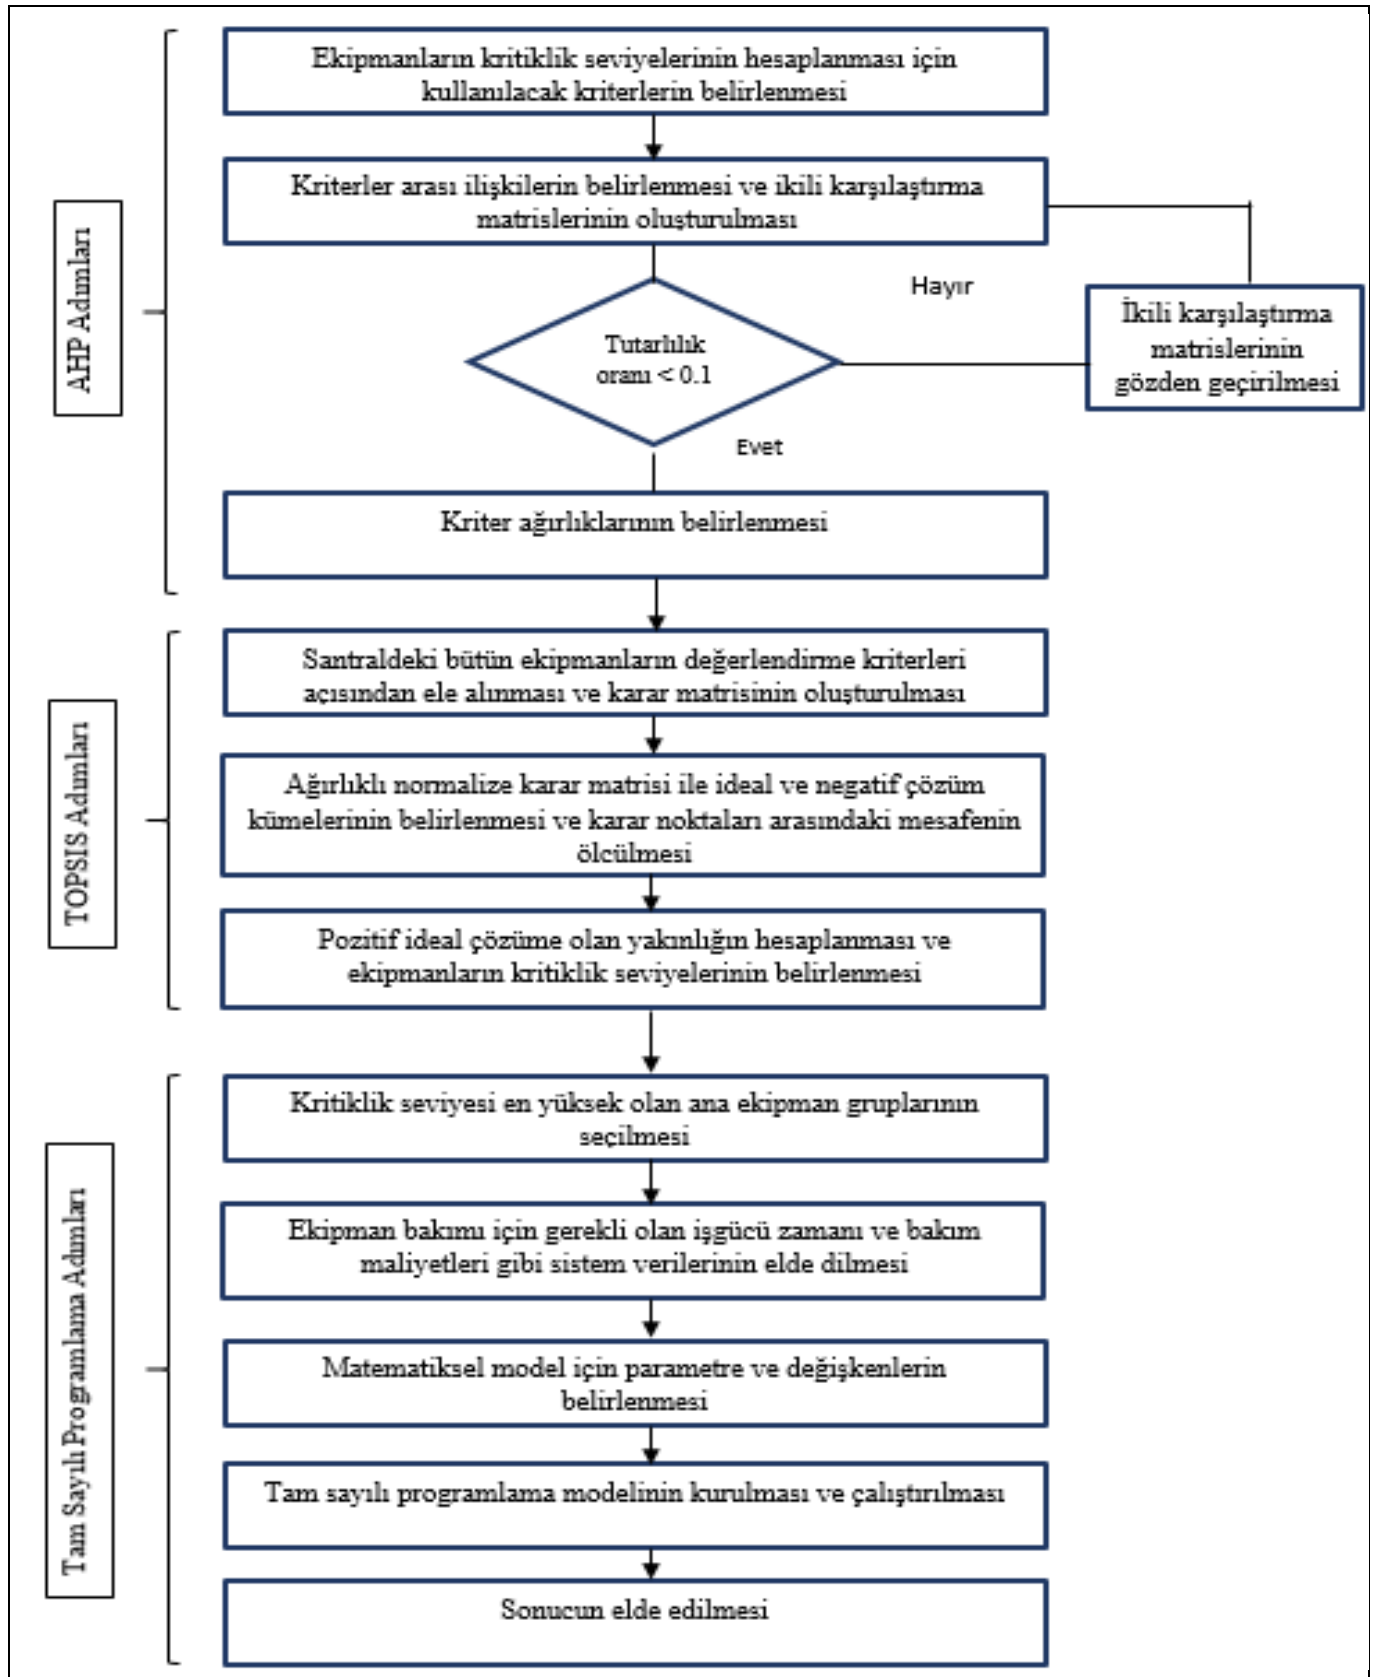 Ekipmanların kritiklik seviyelerinin hesaplanması için
kullanılacak kriterlerin belirlenmesi
Kriterler arası ilişkilerin belirlenmesi ve ikili karşılaştırma
matrislerinin oluşturulması
AHP Adımları
Hayır
Tutarlılık
oranı < 0.1
İkili karşılaştırma
matrislerinin
gözden geçirilmesi
Evet
Kriter ağırlıklarının belirlenmesi
TOPSIS Adımları
Santraldeki bütün ekipmanların değerlendirme kriterleri
açısından ele alınması ve karar matrisinin oluşturulması
Ağırlıklı normalize karar matrisi ile ideal ve negatif çözüm
kümelerinin belirlenmesi ve karar noktaları arasındaki mesafenin
ölçülmesi
Pozitif ideal çözüme olan yakınlığın hesaplanması ve
ekipmanların kritiklik seviyelerinin belirlenmesi
Tam Sayılı Programlama Adımları
Kritiklik seviyesi en yüksek olan ana ekipman gruplarının
seçilmesi
Ekipman bakımı için gerekli olan işgücü zamanı ve bakım
maliyetleri gibi sistem verilerinin elde dilmesi
Matematiksel model için parametre ve değişkenlerin
belirlenmesi
Tam sayılı programlama modelinin kurulması ve çalıştırılması
Sonucun elde edilmesi